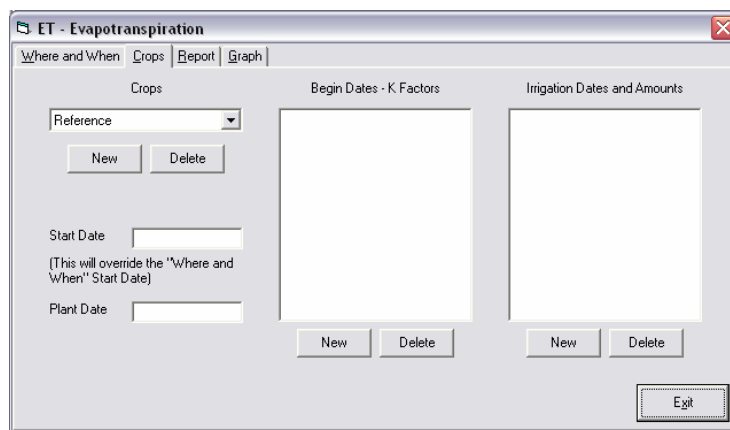 ET - Evapotranspiration
Where and When Crops Report Graph
Crops
Reference
New Delete
Start Date
(This will override the "Where and
When" Start Date)
Plant Date
Begin Dates - K Factors
New Delete
Irrigation Dates and Amounts
New Delete
Exit